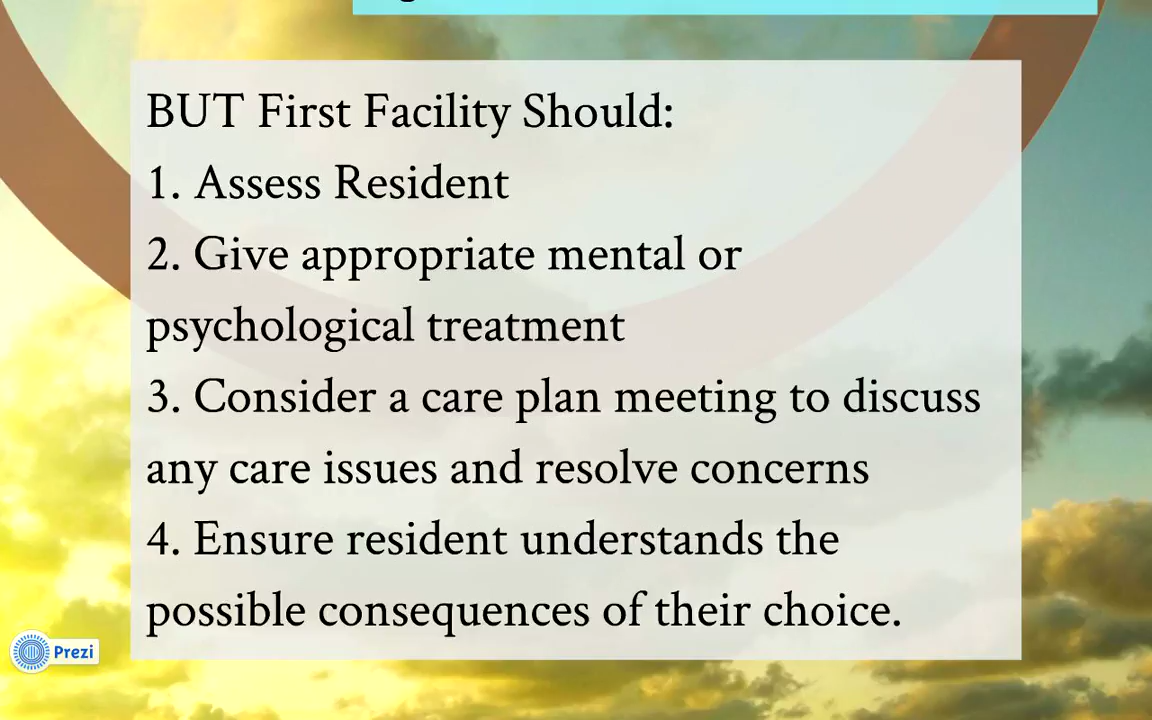 BUT First Facility Should:
1. Assess Resident
2. Give appropriate mental or
psychological treatment
3. Consider a care plan meeting to discuss
any care issues and resolve concerns
4. Ensure resident understands the
possible consequences of their choice.
Prezi